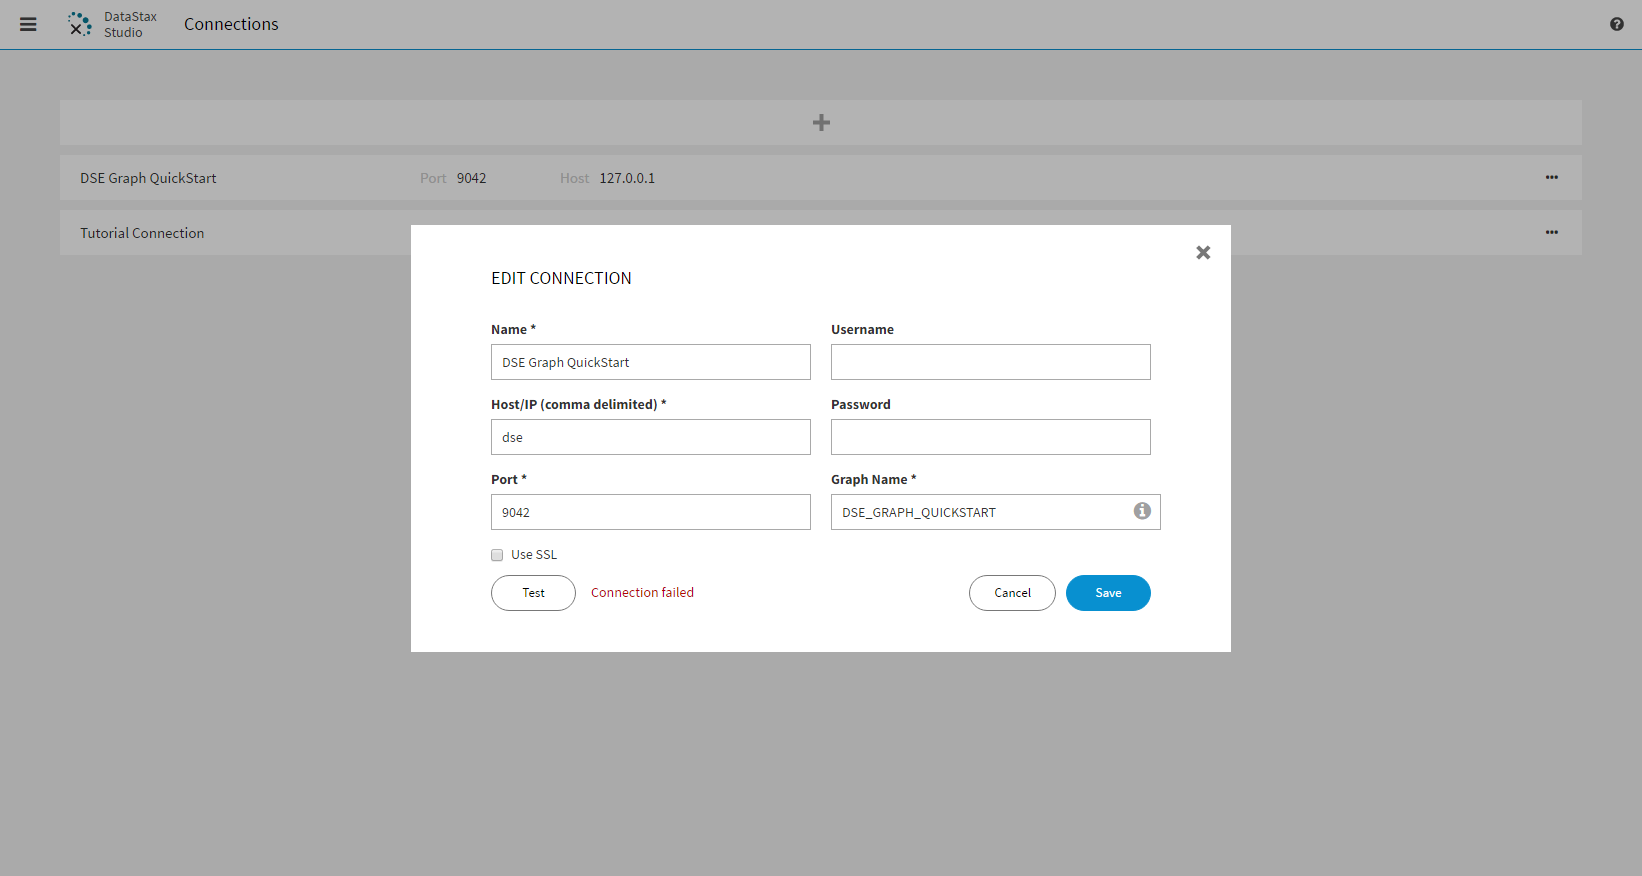 DataStax
Studio
Connections
DSE Graph QuickStart Port 9042 Host 127.0.0.1
Tutorial Connection
EDIT CONNECTION
Name * Username
DSE Graph QuickStart
Host/IP (comma delimited) * Password
dse
Port * Graph Name *
9042 DSE_GRAPH_QUICKSTART
Use SSL
Test Connection failed Cancel Save